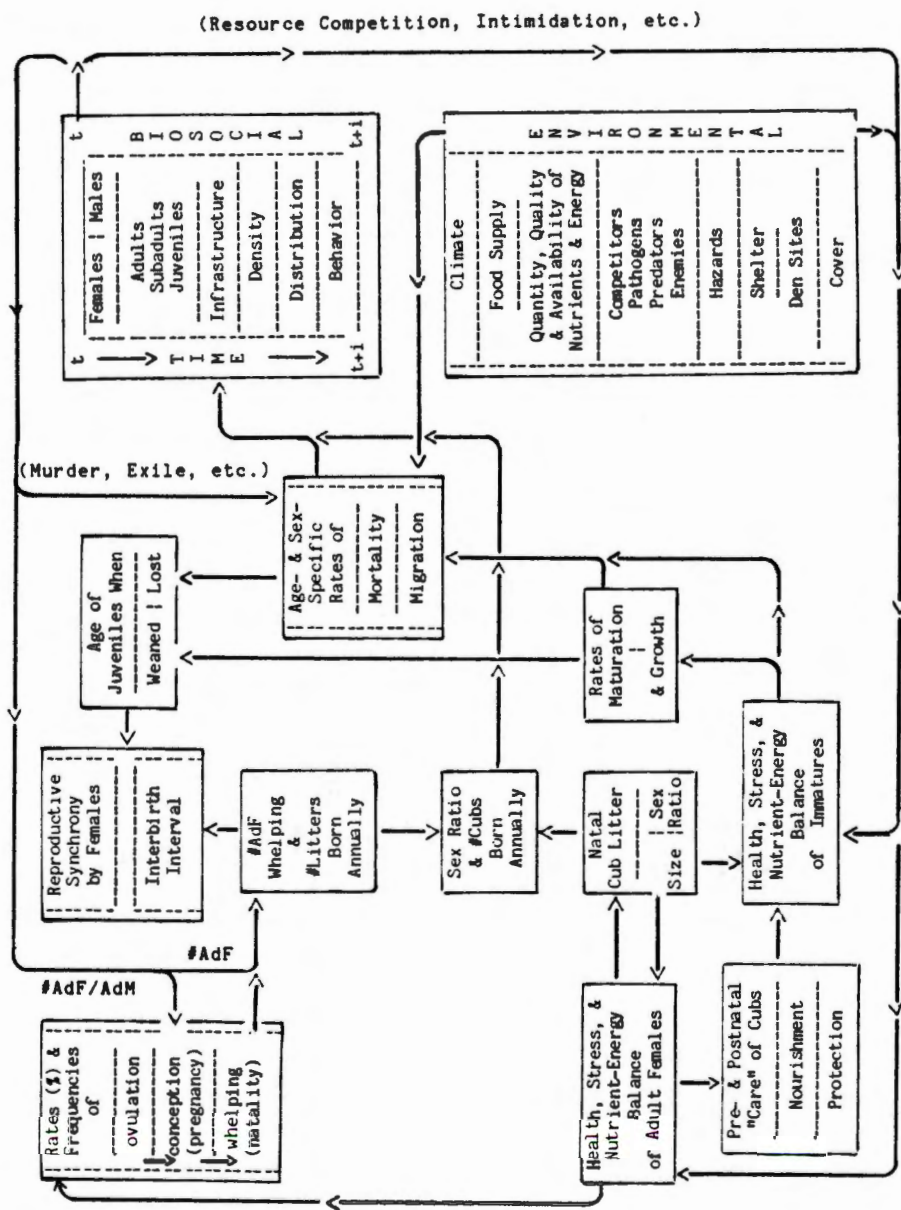 (Resource Competition, Intimidation, etc.)
t
Females ¦ Males
Adults
Subadults
Juveniles
Infrastructure
Density
Distribution
Behavior
t
TIME
t+i
BIOSOCIAL
t+i
Climate
Food Supply
Quantity, Quality
& Availability of
Nutrients & Energy
Competitors
Pathogens
Predators
Enemies
Hazards
Shelter
Den Sites
Cover
ENVIRONMENTAL
(Murder, Exile, etc.)
Age- & Sex-
Specific
Rates of
Mortality
Migration
Age of
Juveniles When
Weaned ¦ Lost
Rates of
Maturation
& Growth
Reproductive
Synchrony
by Females
Interbirth
Interval
#AdF
Whelping
&
#Litters
Born
Annually
Sex Ratio
& #Cubs
Born
Annually
Natal
Cub Litter
Size ¦ Sex
Ratio
Health, Stress, &
Nutrient-Energy
Balance
of Immatures
#AdF
#AdF/AdM
Rates (%) &
Frequencies
of
ovulation
conception
(pregnancy)
whelping
(natality)
Health, Stress, &
Nutrient-Energy
Balance
of Adult Females
Pre- & Postnatal
"Care" of Cubs
Nourishment
Protection